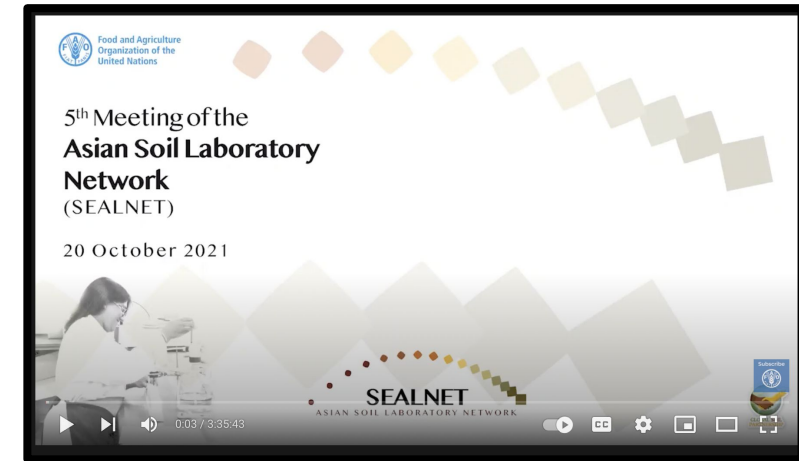 Food and Agriculture
Organization of the
United Nations
5th Meeting of the
Asian Soil Laboratory
Network
(SEALNET)
20 October 2021
Subscribe
SEALNET
ASIAN SOIL LABORATORY NETWORK
0:03 / 3:35:43
CC